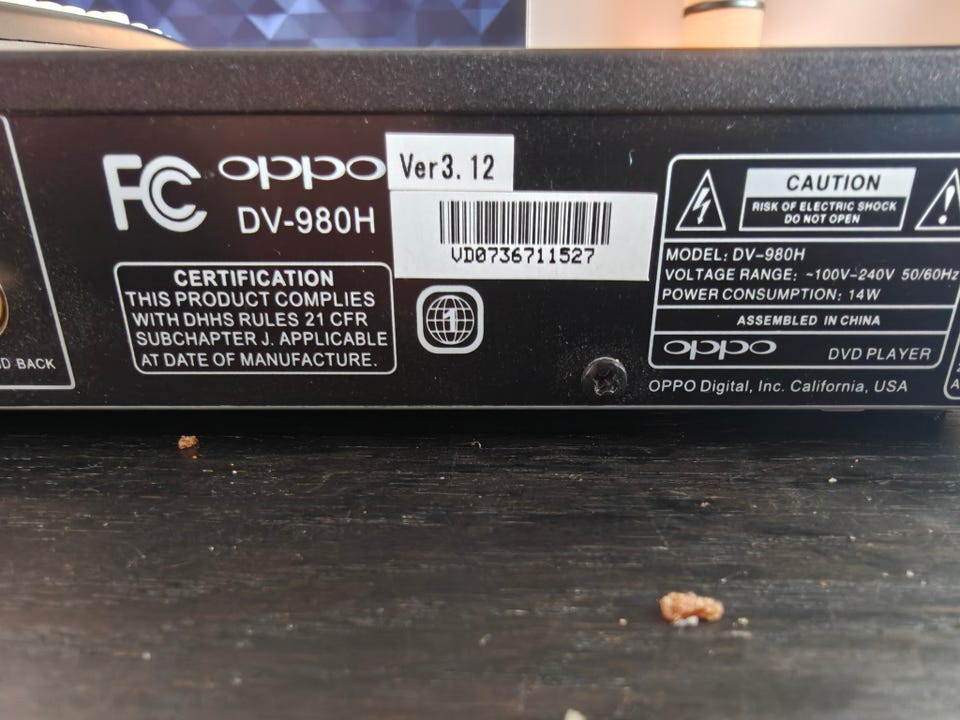 D BACK
FC
oppo
DV-980H
Ver3.12
VD0736711527
CERTIFICATION
THIS PRODUCT COMPLIES
WITH DHHS RULES 21 CFR
SUBCHAPTER J. APPLICABLE
AT DATE OF MANUFACTURE.
1
CAUTION
RISK OF ELECTRIC SHOCK
DO NOT OPEN
!
MODEL: DV-980H
VOLTAGE RANGE: ~100V-240V 50/60Hz
POWER CONSUMPTION: 14W
ASSEMBLED IN CHINA
oppo DVD PLAYER
OPPO Digital, Inc. California, USA